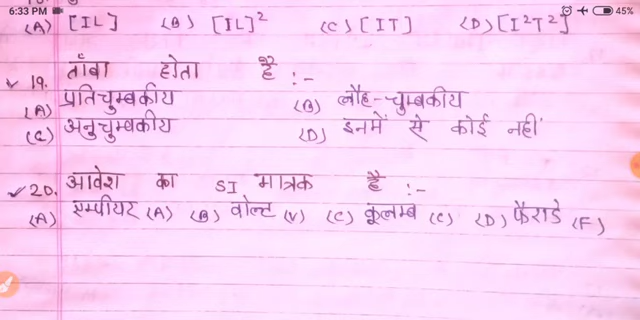 6:33 PM 45%
(A) [IL] (B) [IL]² (C) [IT] (D) [I²T²]
19. ताँबा होता है :-
(A) प्रतिचुम्बकीय (B) लौह-चुम्बकीय
(C) अनुचुम्बकीय (D) इनमें से कोई नहीं
20. आवेश का SI मात्रक है :-
(A) एम्पीयर (A) (B) वोल्ट (V) (C) कूलम्ब (C) (D) फैराडे (F)